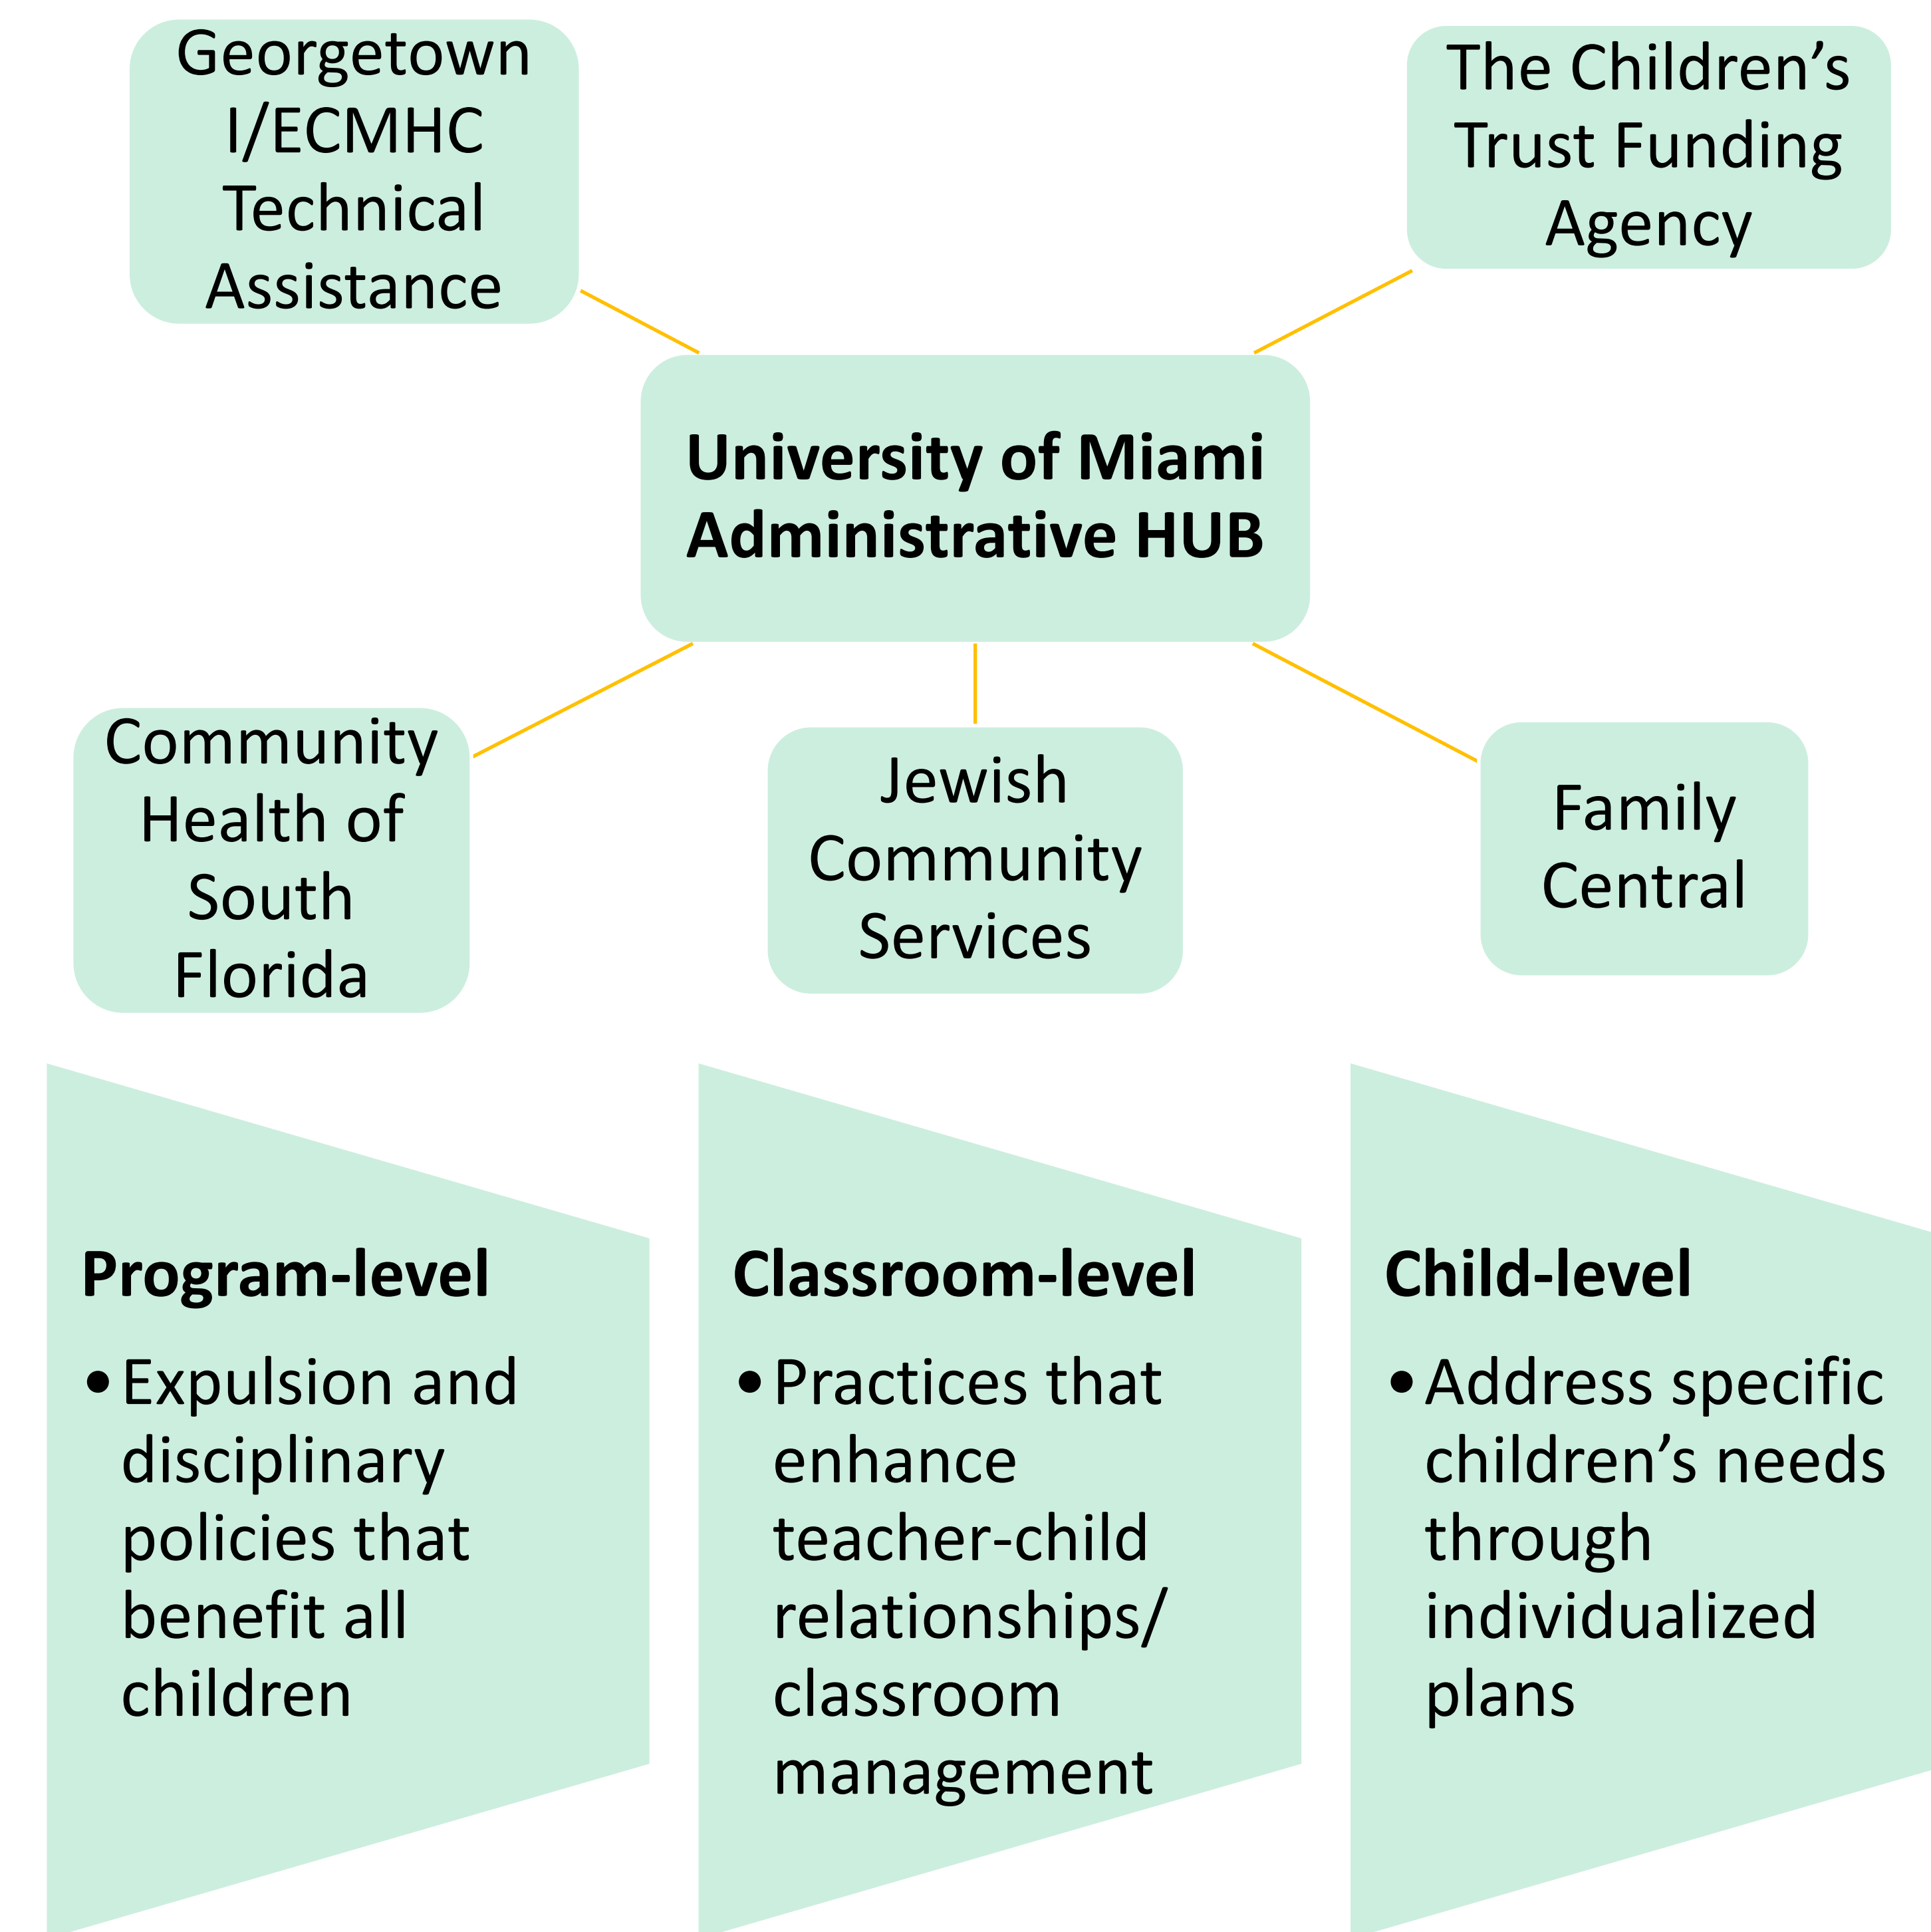 Georgetown
I/ECMHC
Technical
Assistance
The Children’s
Trust Funding
Agency
University of Miami
Administrative HUB
Community
Health of
South
Florida
Jewish
Community
Services
Family
Central
Program-level
• Expulsion and
disciplinary
policies that
benefit all
children
Classroom-level
• Practices that
enhance
teacher-child
relationships/
classroom
management
Child-level
• Address specific
children’s needs
through
individualized
plans